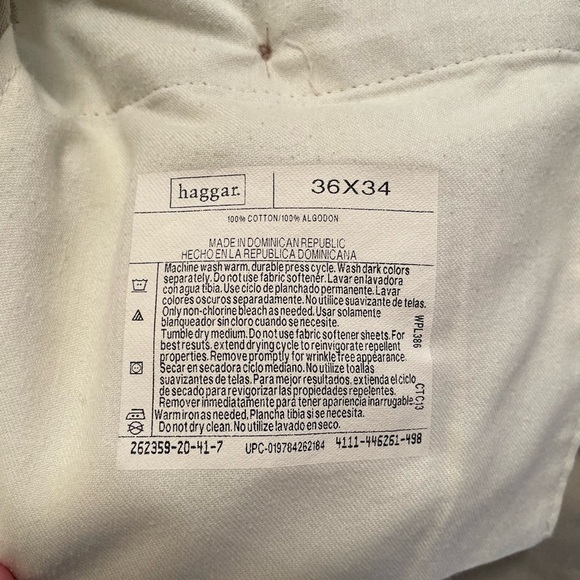 haggar.
36X34
100% COTTON/100% ALGODON
MADE IN DOMINICAN REPUBLIC
HECHO EN LA REPUBLICA DOMINICANA
Machine wash warm, durable press cycle. Wash dark colors
separately. Do not use fabric softener. Lavar en lavadora
con agua tibia. Use ciclo de planchado permanente. Lavar
colores oscuros separadamente. No utilice suavizante de telas.
Only non-chlorine bleach as needed. Usar solamente
blanqueador sin cloro cuando se necesite.
Tumble dry medium. Do not use fabric softener sheets. For
best resuts, extend drying cycle to reinvigorate repellent
properties. Remove promptly for wrinkle free appearance.
Secar en secadora ciclo mediano. No utilize toallas
suavizantes de telas. Para mejor resultados, extienda el ciclo
de secado para revigorizar las propiedades repelentes.
Remover inmediatamente para tener apariencia inarrugable.
Warm iron as needed, Plancha tibia si se necesita.
Do not dry clean. No utilize lavado en seco.
WPL386
CTC13
262359-20-41-7
UPC-019784262184
4111-446261-498